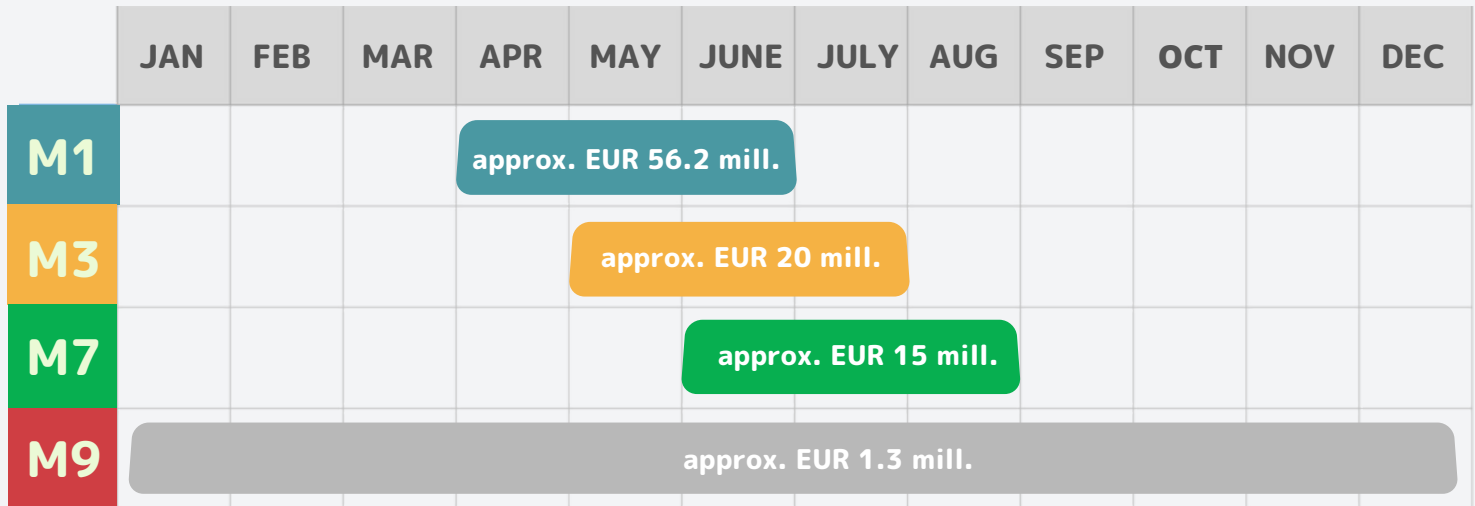 JAN FEB MAR APR MAY JUNE JULY AUG SEP OCT NOV DEC
M1 approx. EUR 56.2 mill.
M3 approx. EUR 20 mill.
M7 approx. EUR 15 mill.
M9 approx. EUR 1.3 mill.